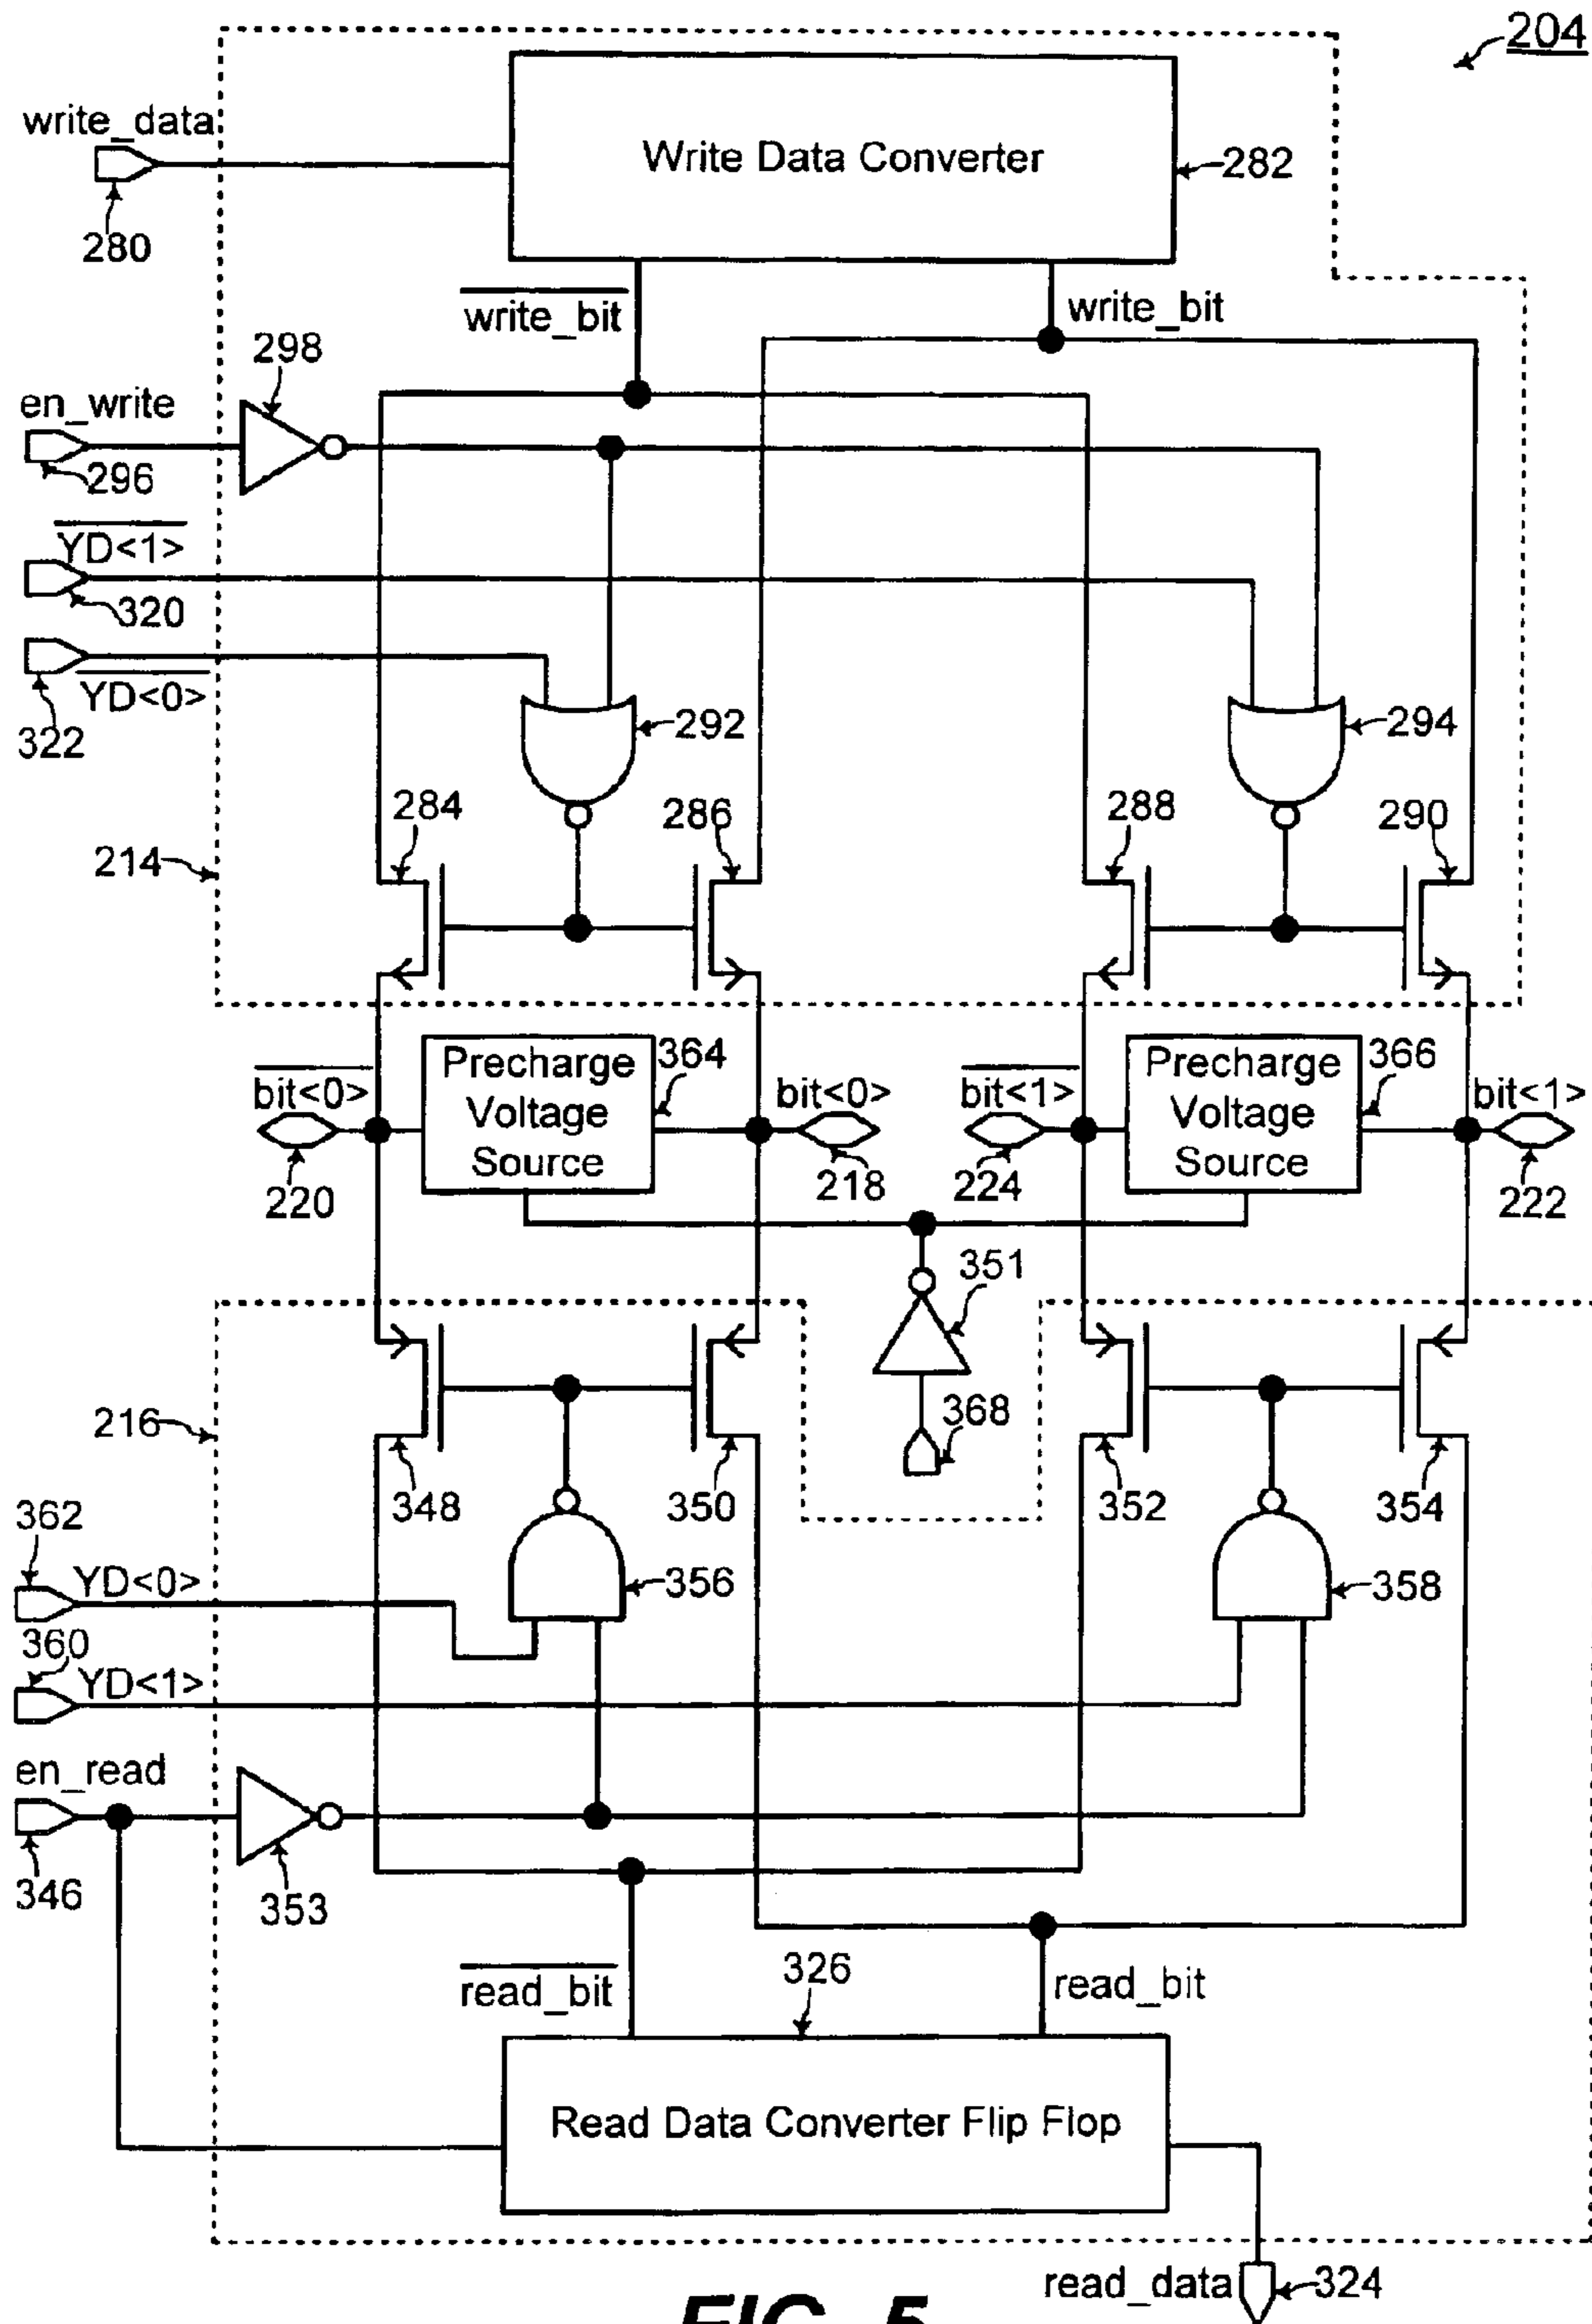 204
write_data
Write Data Converter
282
280
write_bit
write_bit
298
en_write
296
YD<1>
320
YD<0>
322
292
294
284
286
288
290
214
Precharge
Voltage
Source
364
Precharge
Voltage
Source
366
bit<0>
bit<0>
bit<1>
bit<1>
220
218
224
222
351
368
216
348
350
352
354
362
YD<0>
356
358
360
YD<1>
en_read
346
353
read_bit
326
read_bit
Read Data Converter Flip Flop
read_data
324
FIG. 5